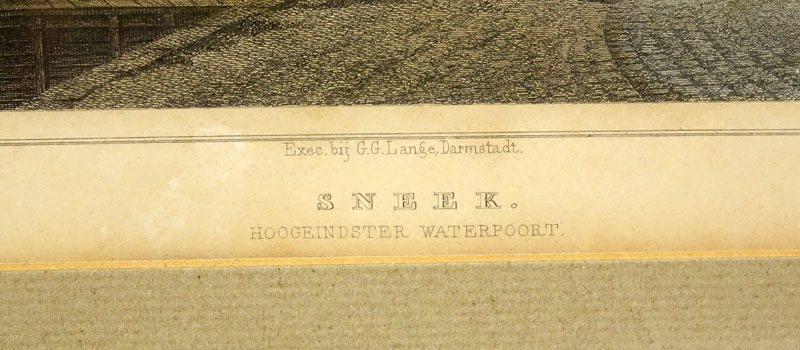 Exec. bij G.G. Lange, Darmstadt.
SNEEK.
HOOGEINDSTER WATERPOORT.